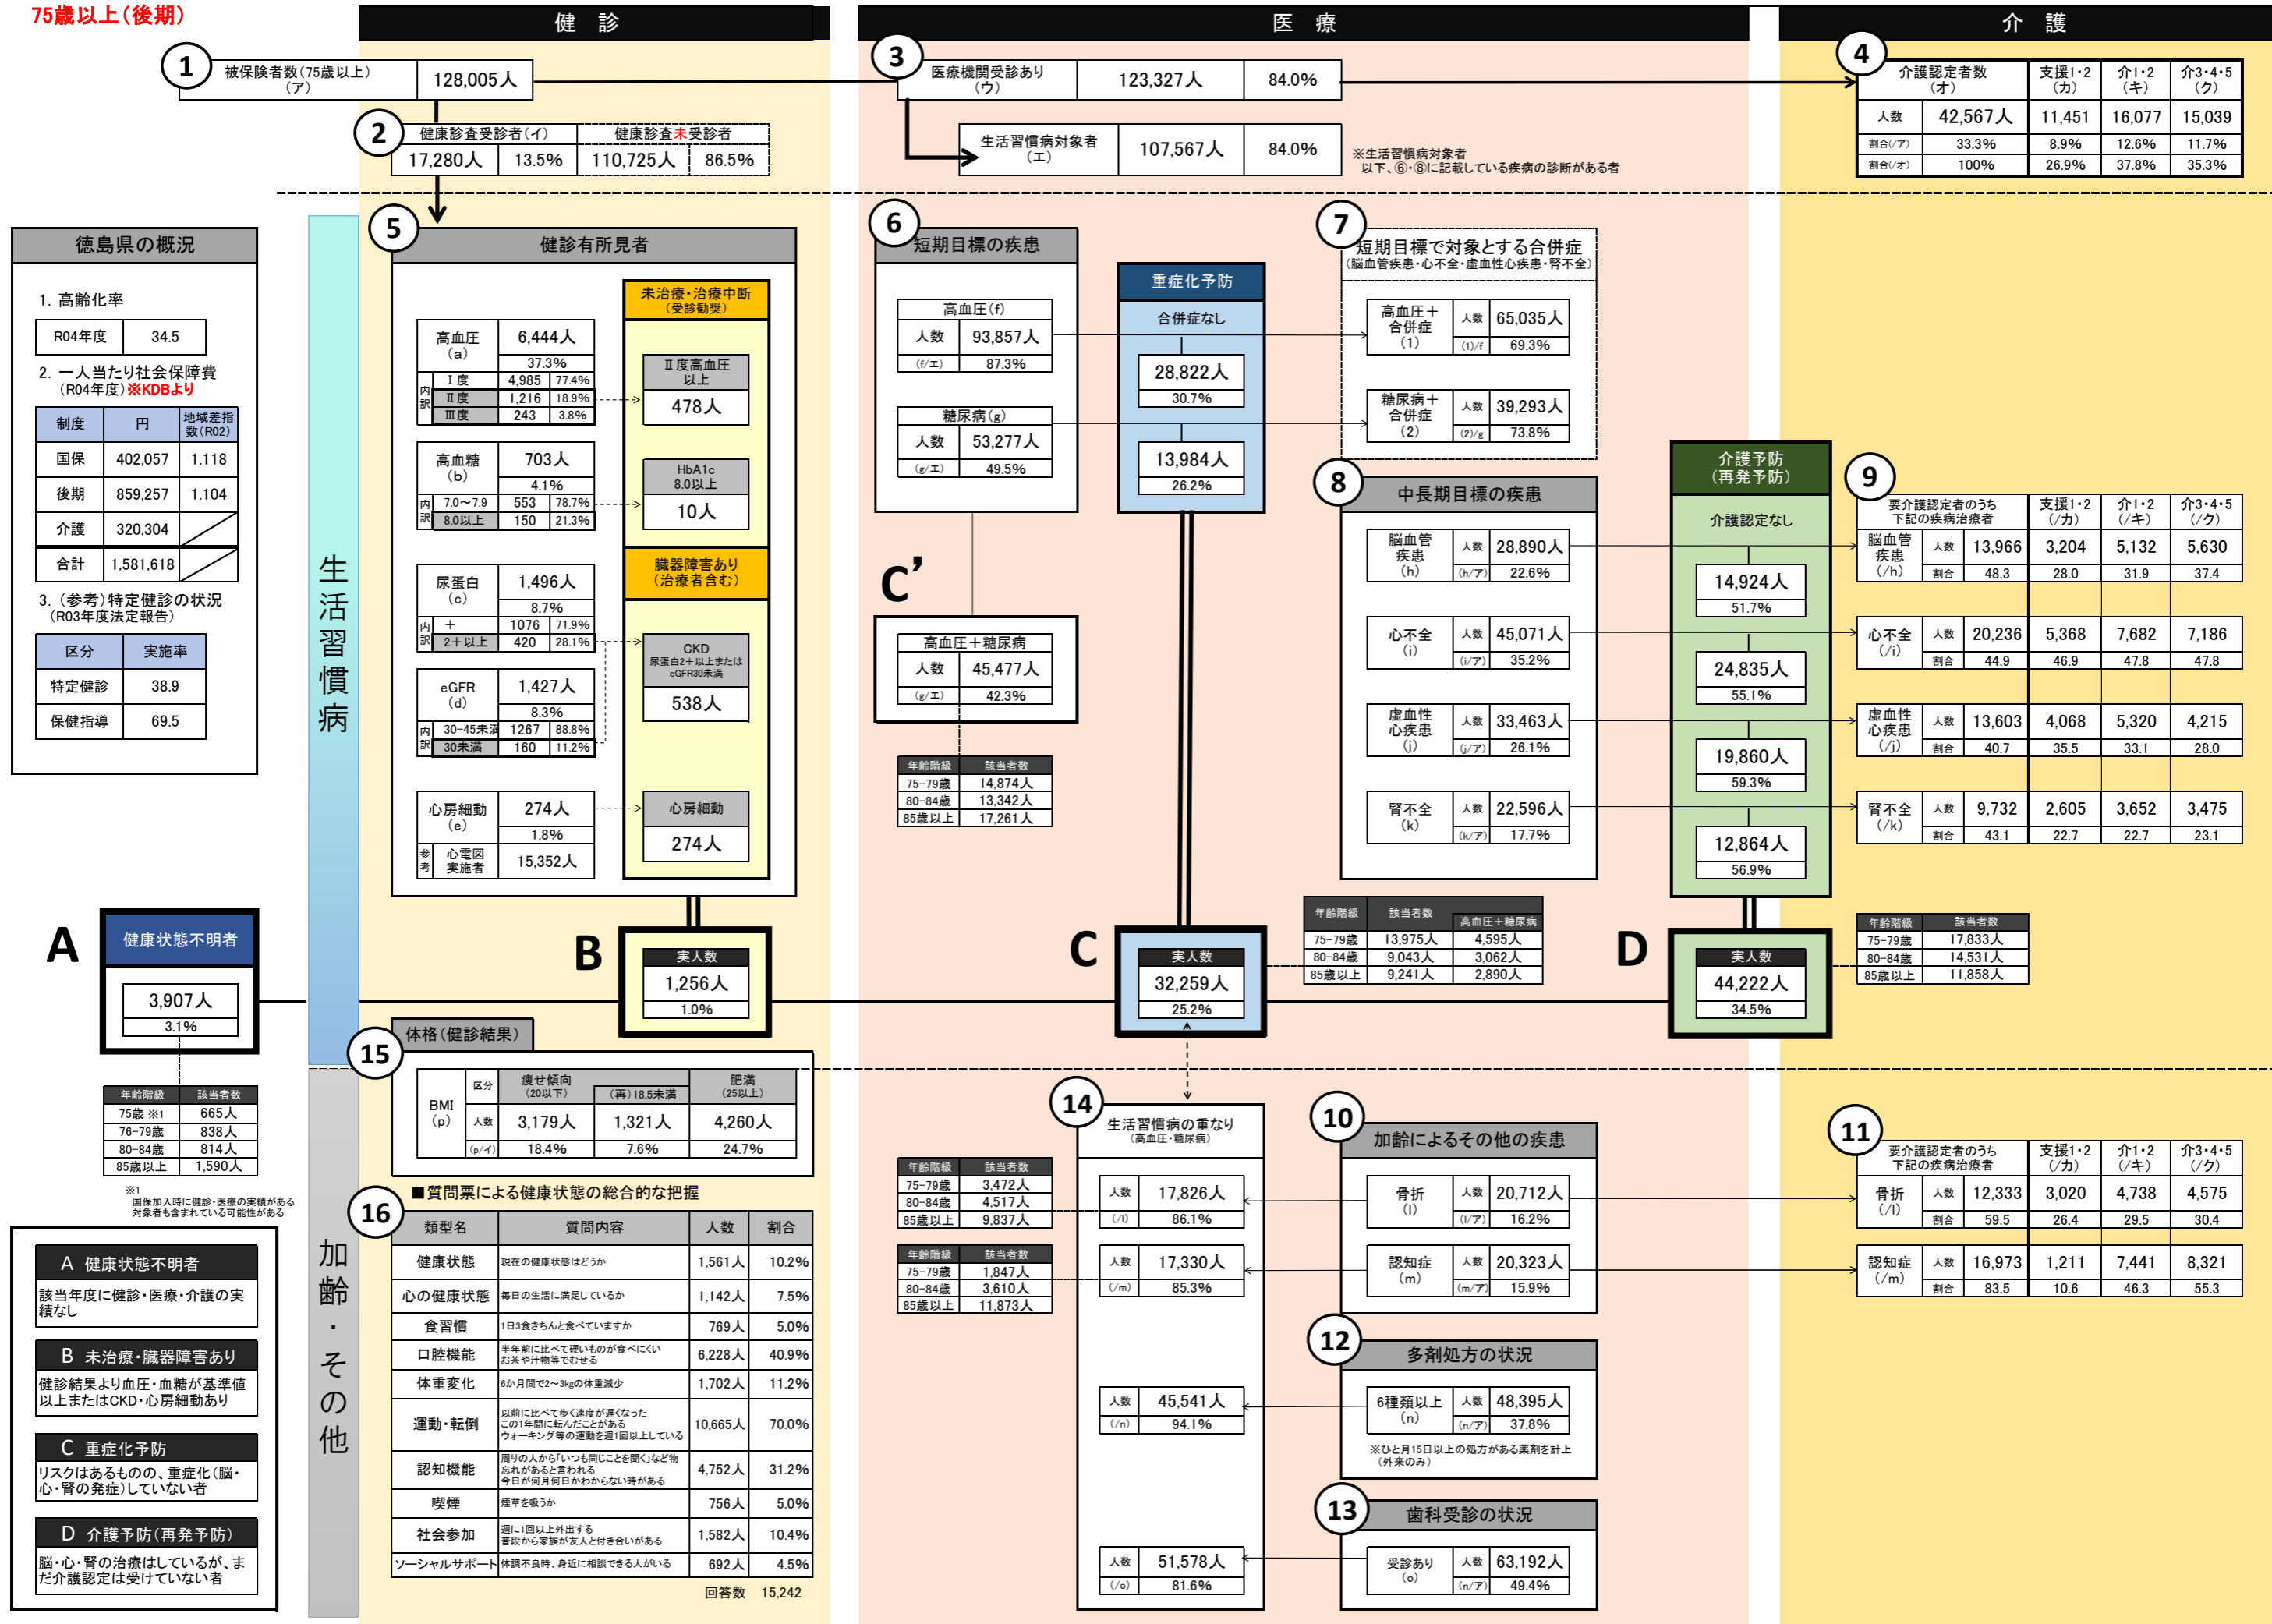 75歳以上(後期)
健 診
医 療
介 護
1
被保険者数(75歳以上)
(ア)
128,005人
2
健康診査受診者(イ) 健康診査未受診者
17,280人 13.5% 110,725人 86.5%
3
医療機関受診あり
(ウ)
123,327人 84.0%
生活習慣病対象者
(エ)
107,567人 84.0%
※生活習慣病対象者
以下、⑥・⑧に記載している疾病の診断がある者
4
介護認定者数
(オ)
支援1・2
(カ)
介1・2
(キ)
介3・4・5
(ク)
人数 42,567人 11,451 16,077 15,039
割合(/ア) 33.3% 8.9% 12.6% 11.7%
割合(/オ) 100% 26.9% 37.8% 35.3%
徳島県の概況
1. 高齢化率
R04年度 34.5
2. 一人当たり社会保障費
(R04年度)※KDBより
制度 円 地域差指
数(R02)
国保 402,057 1.118
後期 859,257 1.104
介護 320,304
合計 1,581,618
3. (参考)特定健診の状況
(R03年度法定報告)
区分 実施率
特定健診 38.9
保健指導 69.5
生活習慣病
5
健診有所見者
未治療・治療中断
(受診勧奨)
高血圧
(a)
6,444人
37.3%
内訳
Ⅰ度 4,985 77.4%
Ⅱ度 1,216 18.9%
Ⅲ度 243 3.8%
Ⅱ度高血圧
以上
478人
高血糖
(b)
703人
4.1%
内訳
7.0~7.9 553 78.7%
8.0以上 150 21.3%
HbA1c
8.0以上
10人
臓器障害あり
(治療者含む)
尿蛋白
(c)
1,496人
8.7%
内訳
+ 1076 71.9%
2+以上 420 28.1%
CKD
尿蛋白2+以上または
eGFR30未満
538人
eGFR
(d)
1,427人
8.3%
内訳
30-45未満 1267 88.8%
30未満 160 11.2%
心房細動
(e)
274人
1.8%
参考
心電図
実施者
15,352人
心房細動
274人
6
短期目標の疾患
高血圧(f)
人数 93,857人
(f/エ) 87.3%
糖尿病(g)
人数 53,277人
(g/エ) 49.5%
C’
高血圧+糖尿病
人数 45,477人
(g/エ) 42.3%
年齢階級 該当者数
75-79歳 14,874人
80-84歳 13,342人
85歳以上 17,261人
重症化予防
合併症なし
28,822人
30.7%
13,984人
26.2%
7
短期目標で対象とする合併症
(脳血管疾患・心不全・虚血性心疾患・腎不全)
高血圧+
合併症
(1)
人数 65,035人
(1)/f 69.3%
糖尿病+
合併症
(2)
人数 39,293人
(2)/g 73.8%
8
中長期目標の疾患
脳血管
疾患
(h)
人数 28,890人
(h/ア) 22.6%
心不全
(i)
人数 45,071人
(i/ア) 35.2%
虚血性
心疾患
(j)
人数 33,463人
(j/ア) 26.1%
腎不全
(k)
人数 22,596人
(k/ア) 17.7%
介護予防
(再発予防)
介護認定なし
14,924人
51.7%
24,835人
55.1%
19,860人
59.3%
12,864人
56.9%
9
要介護認定者のうち
下記の疾病治療者
支援1・2
(/カ)
介1・2
(/キ)
介3・4・5
(/ク)
脳血管
疾患
(/h)
人数 13,966 3,204 5,132 5,630
割合 48.3 28.0 31.9 37.4
心不全
(/i)
人数 20,236 5,368 7,682 7,186
割合 44.9 46.9 47.8 47.8
虚血性
心疾患
(/j)
人数 13,603 4,068 5,320 4,215
割合 40.7 35.5 33.1 28.0
腎不全
(/k)
人数 9,732 2,605 3,652 3,475
割合 43.1 22.7 22.7 23.1
A
健康状態不明者
3,907人
3.1%
年齢階級 該当者数
75歳 ※1 665人
76-79歳 838人
80-84歳 814人
85歳以上 1,590人
※1
国保加入時に健診・医療の実績がある
対象者も含まれている可能性がある
B
実人数
1,256人
1.0%
C
実人数
32,259人
25.2%
年齢階級 該当者数 高血圧+糖尿病
75-79歳 13,975人 4,595人
80-84歳 9,043人 3,062人
85歳以上 9,241人 2,890人
D
実人数
44,222人
34.5%
年齢階級 該当者数
75-79歳 17,833人
80-84歳 14,531人
85歳以上 11,858人
A 健康状態不明者
該当年度に健診・医療・介護の実
績なし
B 未治療・臓器障害あり
健診結果より血圧・血糖が基準値
以上またはCKD・心房細動あり
C 重症化予防
リスクはあるものの、重症化(脳・
心・腎の発症)していない者
D 介護予防(再発予防)
脳・心・腎の治療はしているが、ま
だ介護認定は受けていない者
加齢・その他
15
体格(健診結果)
BMI
(p)
区分 痩せ傾向
(20以下)
(再)18.5未満
肥満
(25以上)
人数 3,179人 1,321人 4,260人
(p/イ) 18.4% 7.6% 24.7%
■質問票による健康状態の総合的な把握
16
類型名 質問内容 人数 割合
健康状態 現在の健康状態はどうか 1,561人 10.2%
心の健康状態 毎日の生活に満足しているか 1,142人 7.5%
食習慣 1日3食きちんと食べていますか 769人 5.0%
口腔機能 半年前に比べて硬いものが食べにくい
お茶や汁物等でむせる 6,228人 40.9%
体重変化 6か月間で2~3kgの体重減少 1,702人 11.2%
運動・転倒 以前に比べて歩く速度が遅くなった
この1年間に転んだことがある
ウォーキング等の運動を週1回以上している 10,665人 70.0%
認知機能 周りの人から「いつも同じことを聞く」など物
忘れがあると言われる
今日が何月何日かわからない時がある 4,752人 31.2%
喫煙 煙草を吸うか 756人 5.0%
社会参加 週に1回以上外出する
普段から家族が友人と付き合いがある 1,582人 10.4%
ソーシャルサポート 体調不良時、身近に相談できる人がいる 692人 4.5%
回答数 15,242
14
生活習慣病の重なり
(高血圧・糖尿病)
年齢階級 該当者数
75-79歳 3,472人
80-84歳 4,517人
85歳以上 9,837人
人数 17,826人
(/l) 86.1%
年齢階級 該当者数
75-79歳 1,847人
80-84歳 3,610人
85歳以上 11,873人
人数 17,330人
(/m) 85.3%
人数 45,541人
(/n) 94.1%
人数 51,578人
(/o) 81.6%
10
加齢によるその他の疾患
骨折
(l)
人数 20,712人
(l/ア) 16.2%
認知症
(m)
人数 20,323人
(m/ア) 15.9%
12
多剤処方の状況
6種類以上
(n)
人数 48,395人
(n/ア) 37.8%
※ひと月15日以上の処方がある薬剤を計上
(外来のみ)
13
歯科受診の状況
受診あり
(o)
人数 63,192人
(n/ア) 49.4%
11
要介護認定者のうち
下記の疾病治療者
支援1・2
(/カ)
介1・2
(/キ)
介3・4・5
(/ク)
骨折
(/l)
人数 12,333 3,020 4,738 4,575
割合 59.5 26.4 29.5 30.4
認知症
(/m)
人数 16,973 1,211 7,441 8,321
割合 83.5 10.6 46.3 55.3